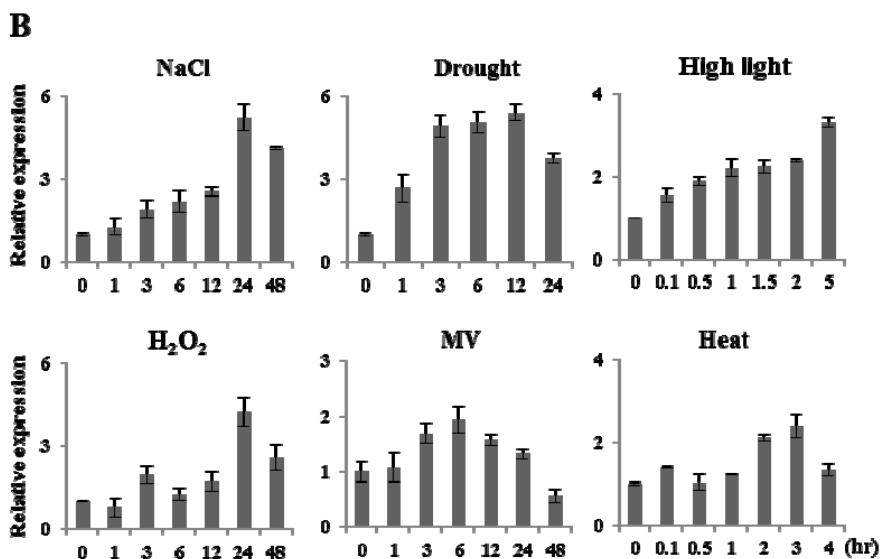 B
NaCl
Drought
High light
Relative expression
6
3
0
0 1 3 6 12 24 48
6
3
0
0 1 3 6 12 24
4
2
0
0 0.1 0.5 1 1.5 2 5
H₂O₂
MV
Heat
Relative expression
6
3
0
0 1 3 6 12 24 48
3
2
1
0
0 1 3 6 12 24 48
4
2
0
0 0.1 0.5 1 2 3 4 (hr)